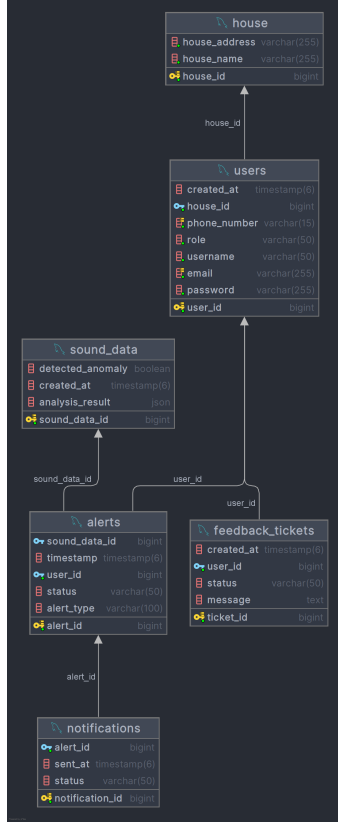 house
house_address varchar(255)
house_name varchar(255)
house_id bigint
house_id
users
created_at timestamp(6)
house_id bigint
phone_number varchar(15)
role varchar(50)
username varchar(50)
email varchar(255)
password varchar(255)
user_id bigint
sound_data
detected_anomaly boolean
created_at timestamp(6)
analysis_result json
sound_data_id bigint
sound_data_id
user_id
user_id
alerts
sound_data_id bigint
timestamp timestamp(6)
user_id bigint
status varchar(50)
alert_type varchar(100)
alert_id bigint
feedback_tickets
created_at timestamp(6)
user_id bigint
status varchar(50)
message text
ticket_id bigint
alert_id
notifications
alert_id bigint
sent_at timestamp(6)
status varchar(50)
notification_id bigint